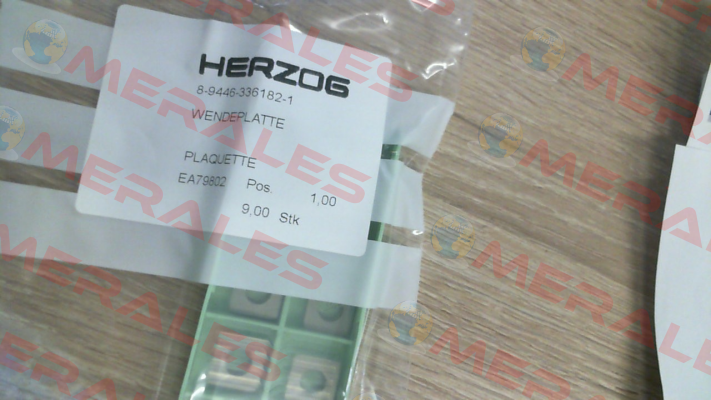 HERZOG
8-9446-336182-1
WENDEPLATTE
PLAQUETTE
EA79802 Pos. 1,00
9,00 Stk
MERALES
MERALES
MERALES
MERALES
MERALES
MERALES